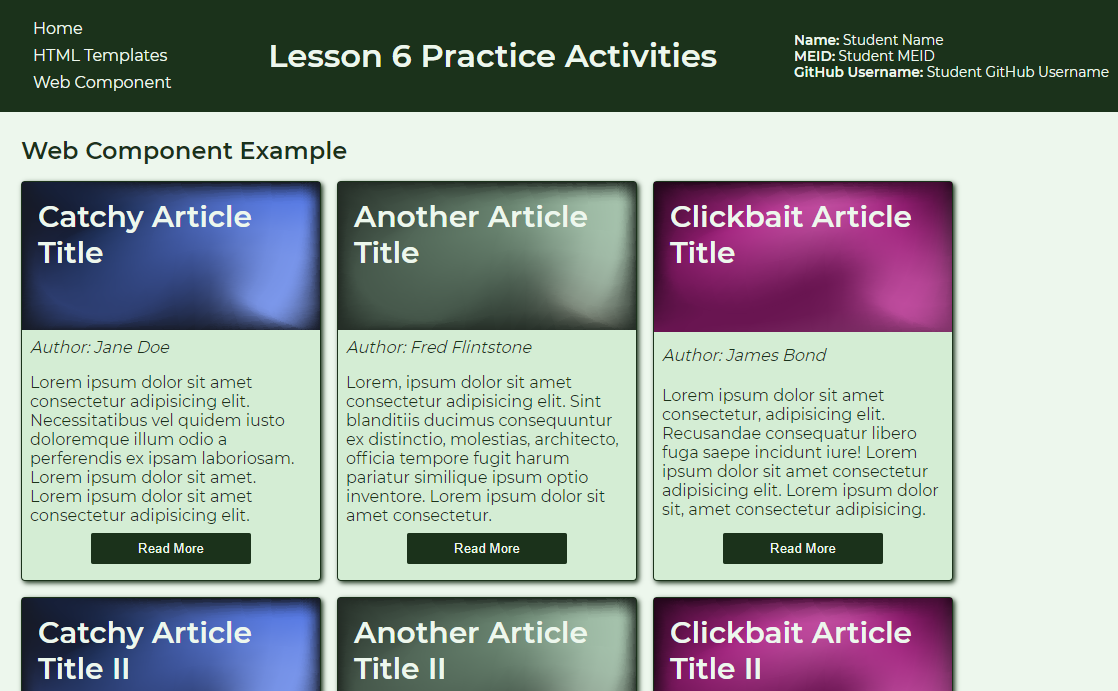 Home
HTML Templates
Web Component
Lesson 6 Practice Activities
Name: Student Name
MEID: Student MEID
GitHub Username: Student GitHub Username
Web Component Example
Catchy Article
Title
Author: Jane Doe
Lorem ipsum dolor sit amet
consectetur adipisicing elit.
Necessitatibus vel quidem iusto
doloremque illum odio a
perferendis ex ipsam laboriosam.
Lorem ipsum dolor sit amet.
Lorem ipsum dolor sit amet
consectetur adipisicing elit.
Read More
Another Article
Title
Author: Fred Flintstone
Lorem, ipsum dolor sit amet
consectetur adipisicing elit. Sint
blanditiis ducimus consequuntur
ex distinctio, molestias, architecto,
officia tempore fugit harum
pariatur similique ipsum optio
inventore. Lorem ipsum dolor sit
amet consectetur.
Read More
Clickbait Article
Title
Author: James Bond
Lorem ipsum dolor sit amet
consectetur, adipisicing elit.
Recusandae consequatur libero
fuga saepe incidunt iure! Lorem
ipsum dolor sit amet consectetur
adipisicing elit. Lorem ipsum dolor
sit, amet consectetur adipisicing.
Read More
Catchy Article
Title II
Another Article
Title II
Clickbait Article
Title II